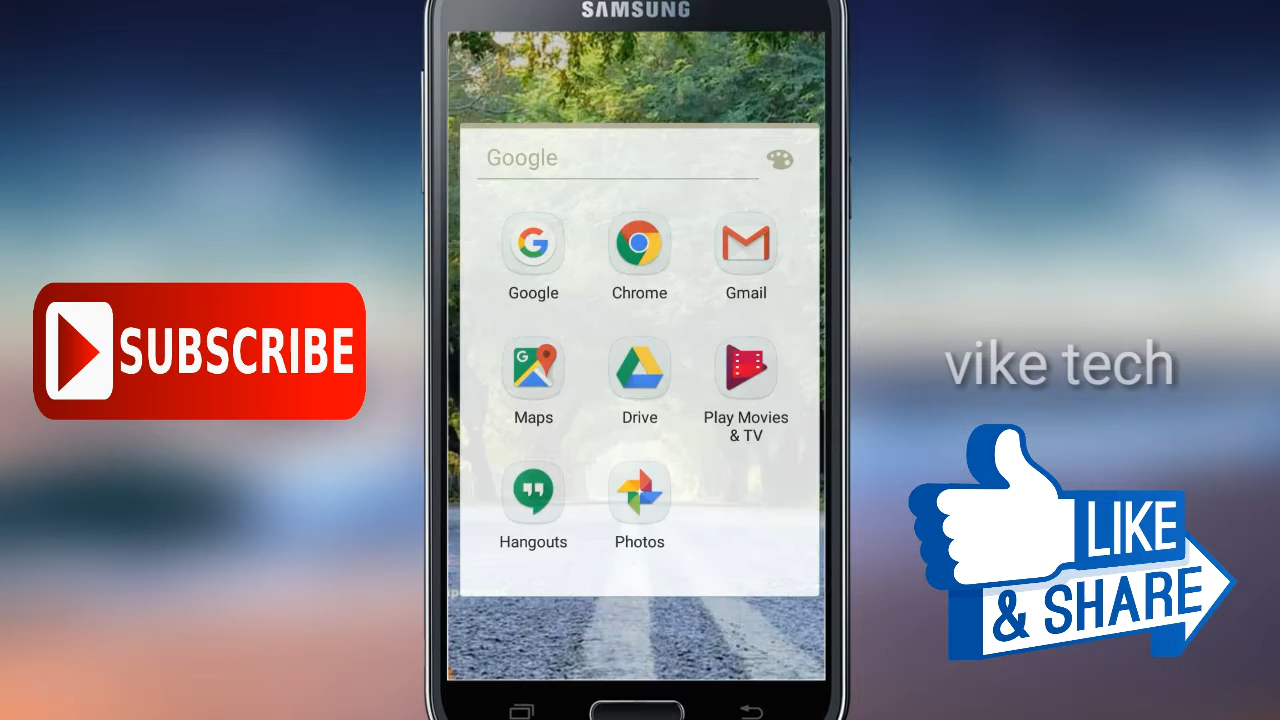 SAMSUNG
Google
Google
Chrome
Gmail
Maps
Drive
Play Movies
& TV
Hangouts
Photos
SUBSCRIBE
vike tech
LIKE
& SHARE